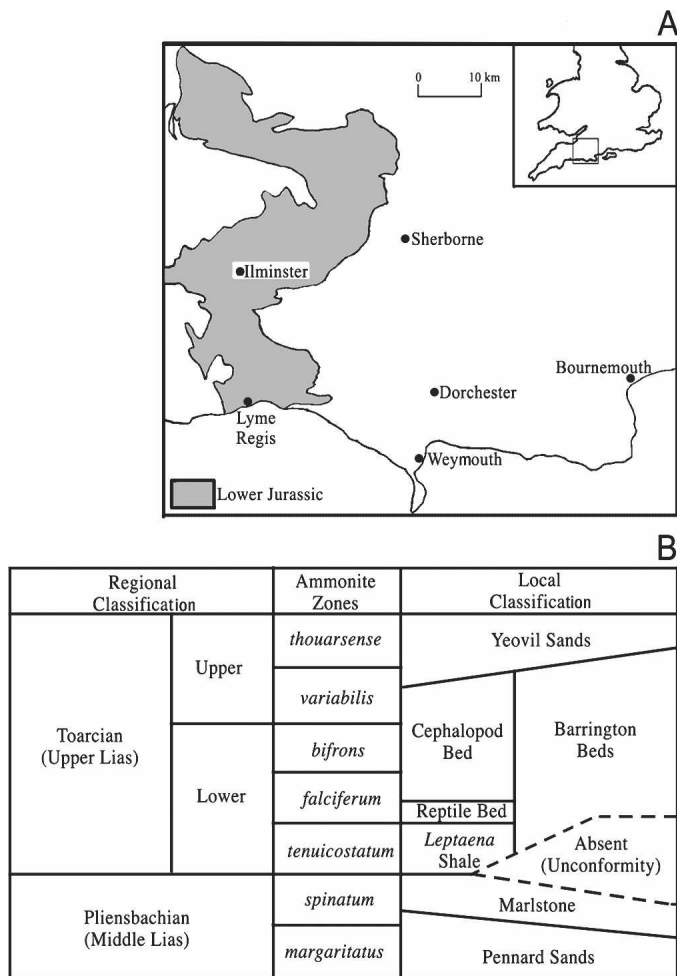 A
0 10 km
Sherborne
Ilminster
Bournemouth
Dorchester
Lyme
Regis
Weymouth
Lower Jurassic
B
Regional
Classification
Ammonite
Zones
Local
Classification
Toarcian
(Upper Lias)
Upper
Lower
thouarsense
variabilis
bifrons
falciferum
tenuicostatum
Yeovil Sands
Cephalopod
Bed
Barrington
Beds
Reptile Bed
Leptaena
Shale
Absent
(Unconformity)
Pliensbachian
(Middle Lias)
spinatum
margaritatus
Marlstone
Pennard Sands